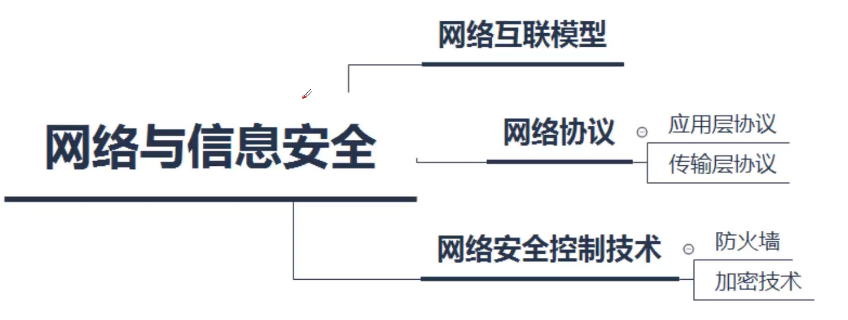 网络与信息安全
网络互联模型
网络协议
应用层协议
传输层协议
网络安全控制技术
防火墙
加密技术